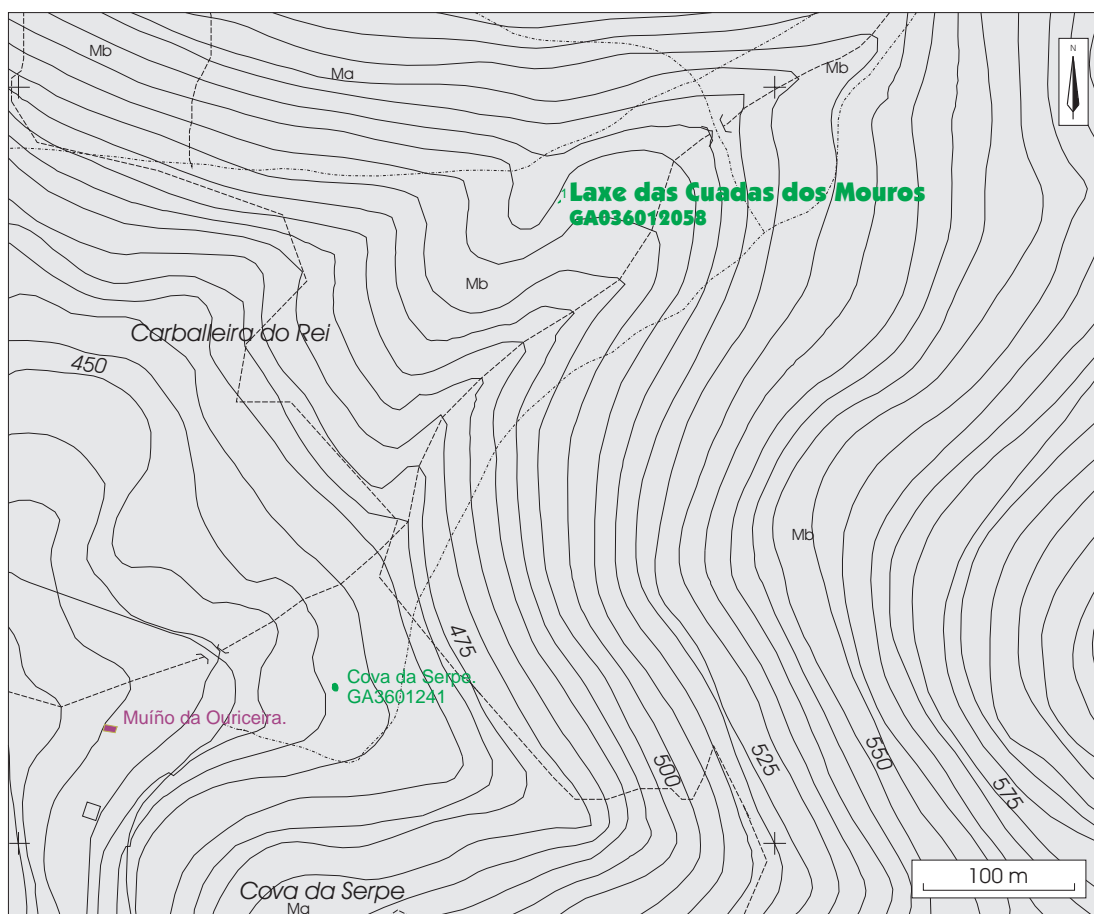 Mb
Ma
Mb
N
1
Laxe das Cuadas dos Mouros
GA036012058
Mb
Carballeira do Rei
450
Mb
475
Cova da Serpe.
GA3601241
Muíño da Ouriceira.
500
525
550
575
100 m
Cova da Serpe
Ma